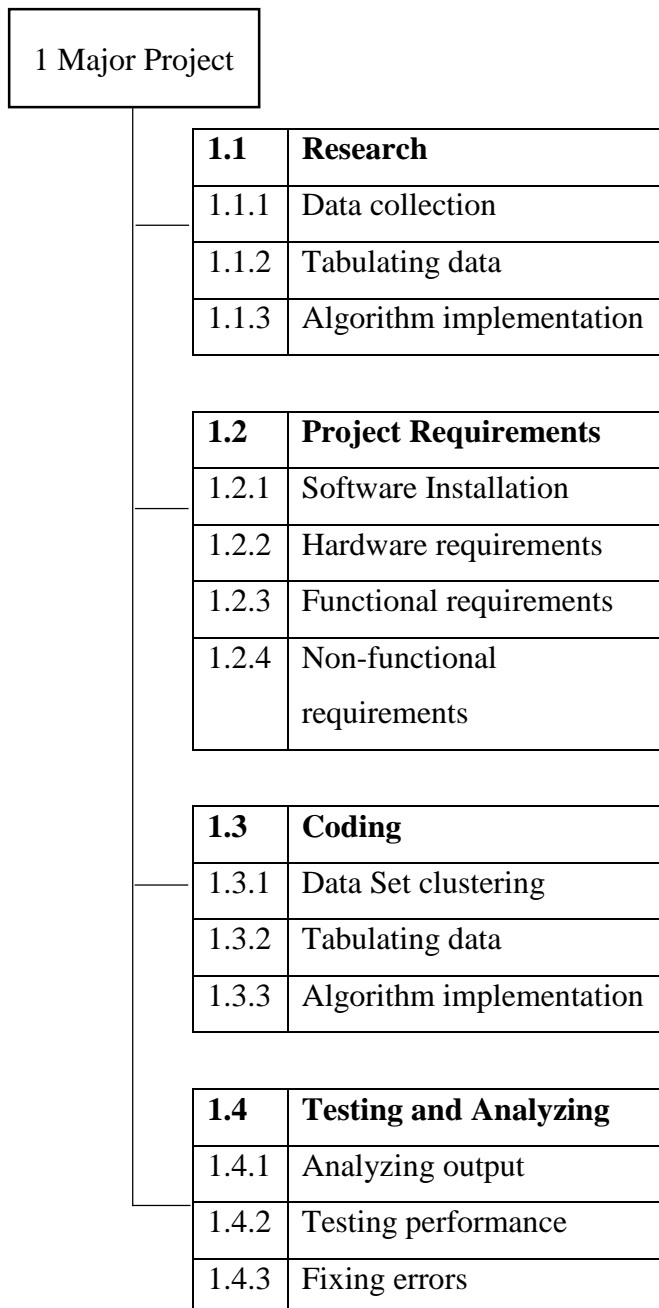 1 Major Project
1.1 Research
1.1.1 Data collection
1.1.2 Tabulating data
1.1.3 Algorithm implementation
1.2 Project Requirements
1.2.1 Software Installation
1.2.2 Hardware requirements
1.2.3 Functional requirements
1.2.4 Non-functional
requirements
1.3 Coding
1.3.1 Data Set clustering
1.3.2 Tabulating data
1.3.3 Algorithm implementation
1.4 Testing and Analyzing
1.4.1 Analyzing output
1.4.2 Testing performance
1.4.3 Fixing errors